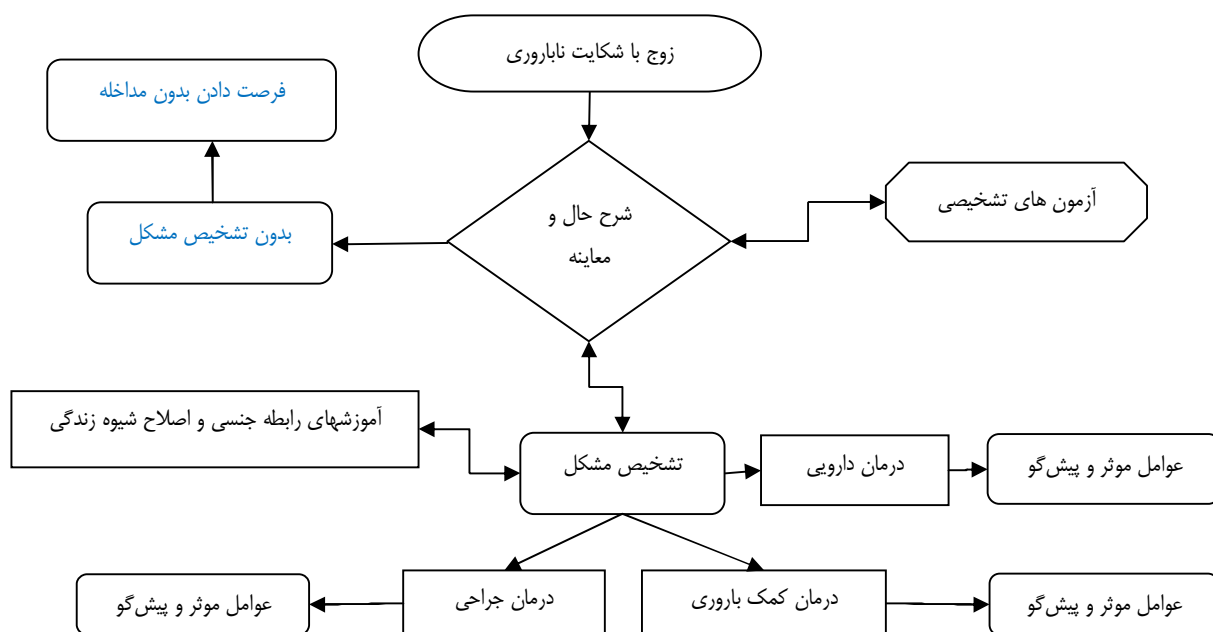 زوج با شکایت ناباروری
فرصت دادن بدون مداخله
آزمون های تشخیصی
شرح حال و
معاینه
بدون تشخیص مشکل
آموزشهای رابطه جنسی و اصلاح شیوه زندگی
تشخیص مشکل
درمان دارویی
عوامل موثر و پیش‌گو
درمان کمک باروری
عوامل موثر و پیش‌گو
درمان جراحی
عوامل موثر و پیش‌گو